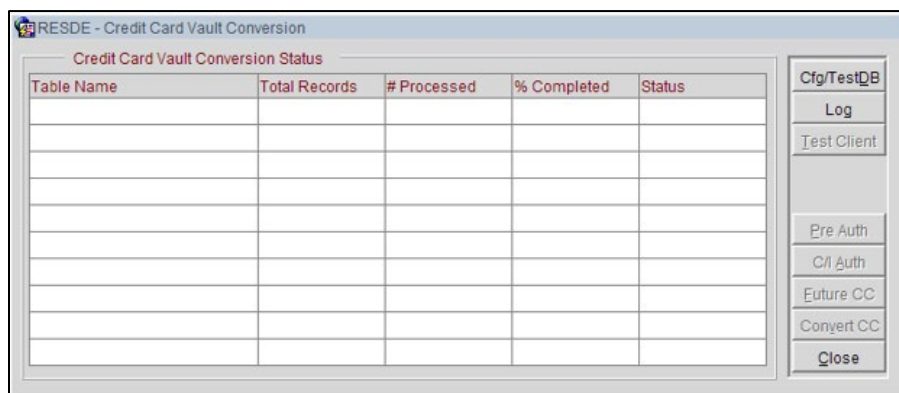 RESDE - Credit Card Vault Conversion
Credit Card Vault Conversion Status
Table Name Total Records # Processed % Completed Status
Cfg/TestDB
Log
Test Client
Pre Auth
C/I Auth
Future CC
Convert CC
Close